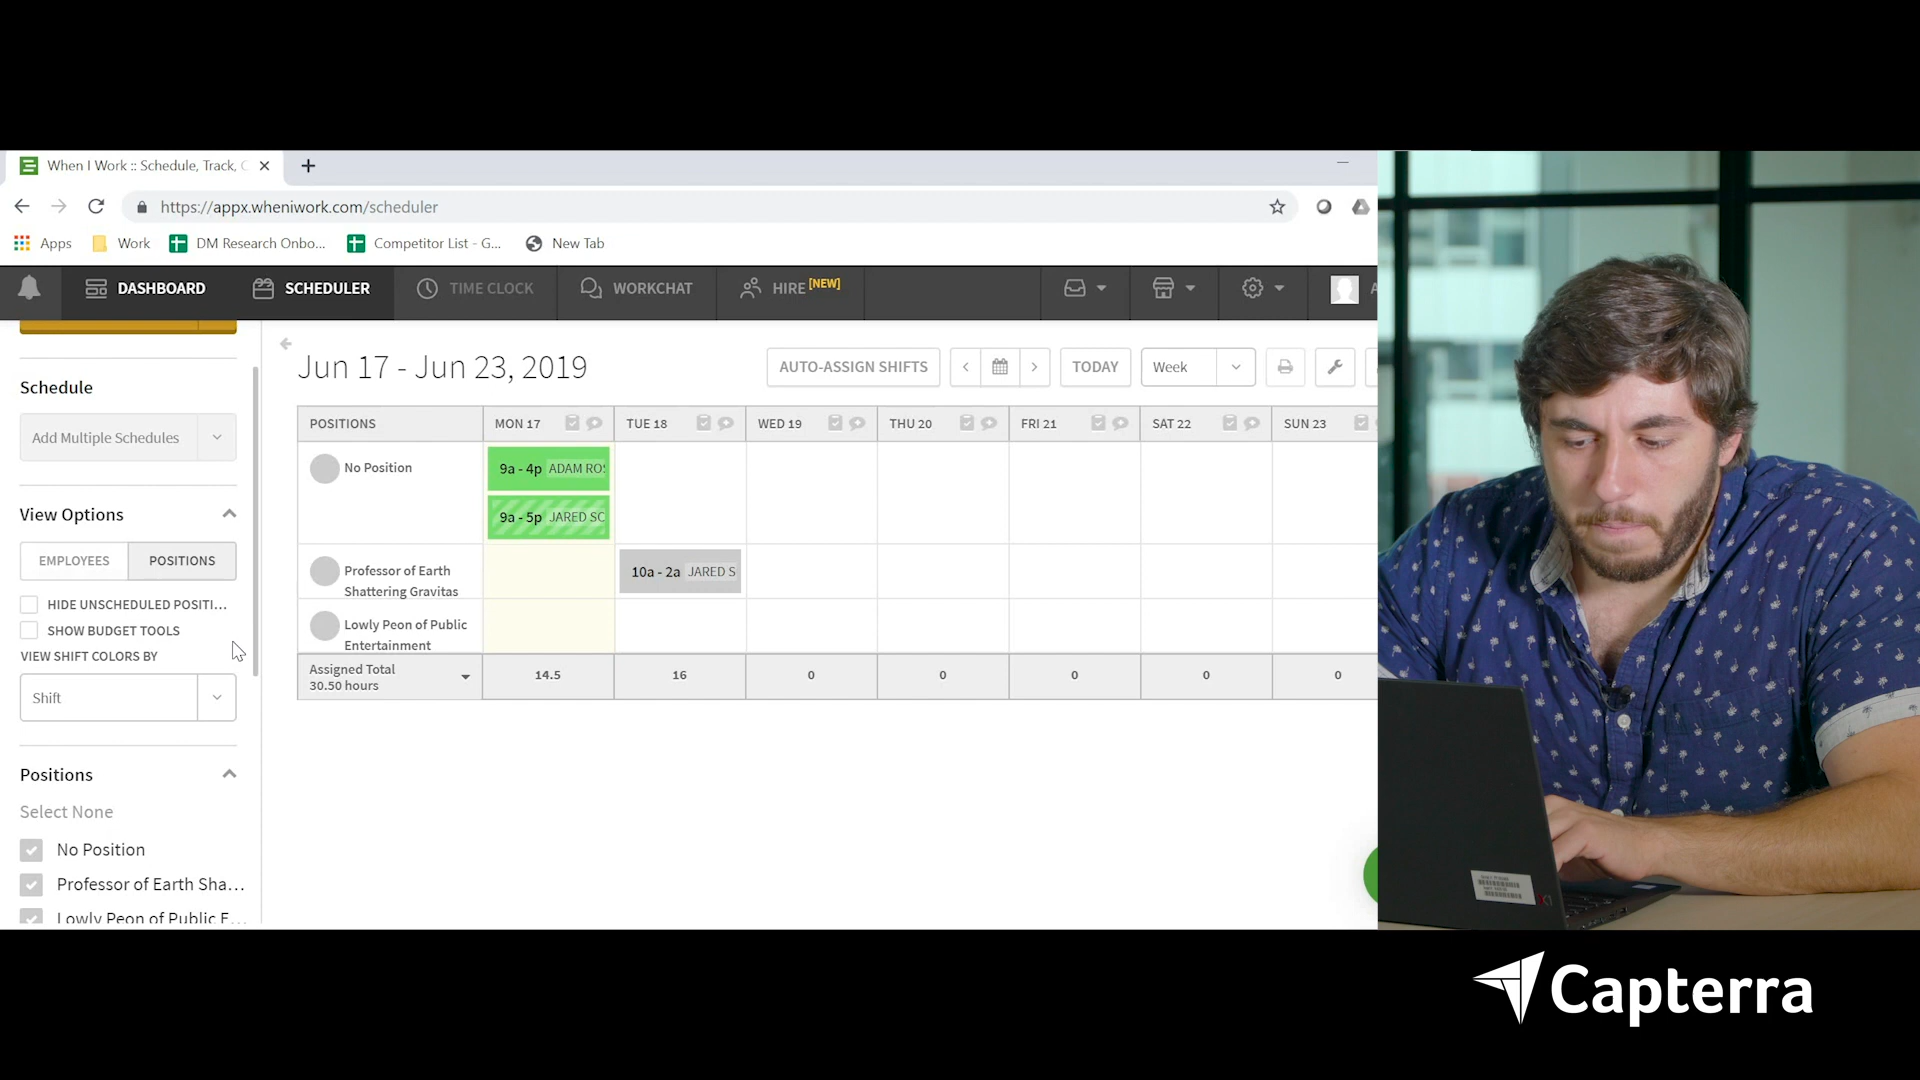 When I Work :: Schedule, Track, C
https://appx.wheniwork.com/scheduler
Apps
Work
DM Research Onbo...
Competitor List - G...
New Tab
DASHBOARD
SCHEDULER
TIME CLOCK
WORKCHAT
HIRE [NEW]
A
Schedule
Add Multiple Schedules
View Options
EMPLOYEES
POSITIONS
HIDE UNSCHEDULED POSITI...
SHOW BUDGET TOOLS
VIEW SHIFT COLORS BY
Shift
Positions
Select None
No Position
Professor of Earth Sha...
Lowly Peon of Public E...
Jun 17 - Jun 23, 2019
AUTO-ASSIGN SHIFTS
TODAY
Week
POSITIONS
MON 17
TUE 18
WED 19
THU 20
FRI 21
SAT 22
SUN 23
No Position
9a - 4p ADAM RO
9a - 5p JARED SC
Professor of Earth
Shattering Gravitas
10a - 2a JARED S
Lowly Peon of Public
Entertainment
Assigned Total
30.50 hours
14.5
16
0
0
0
0
0
Capterra